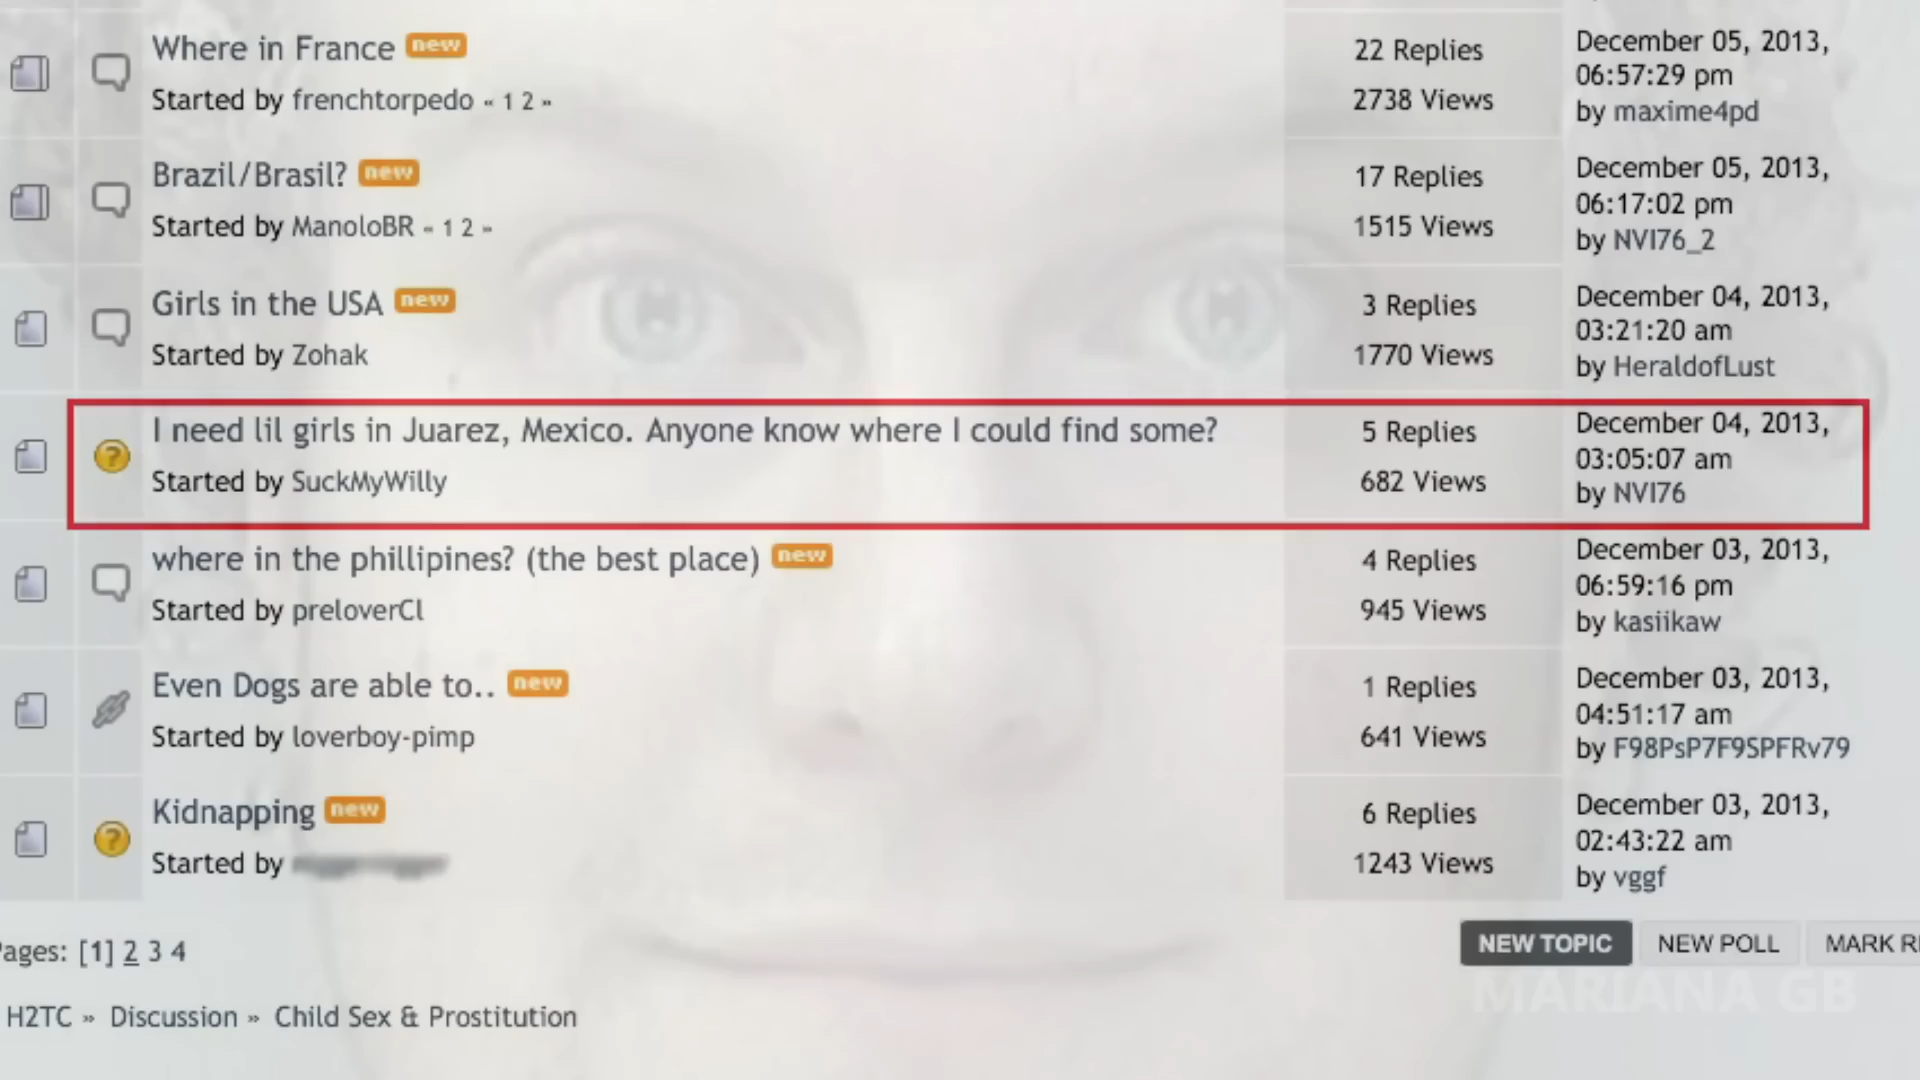 Where in France new
Started by frenchtorpedo « 1 2 »
22 Replies
2738 Views
December 05, 2013,
06:57:29 pm
by maxime4pd
Brazil/Brasil? new
Started by ManoloBR « 1 2 »
17 Replies
1515 Views
December 05, 2013,
06:17:02 pm
by NVI76_2
Girls in the USA new
Started by Zohak
3 Replies
1770 Views
December 04, 2013,
03:21:20 am
by HeraldofLust
I need lil girls in Juarez, Mexico. Anyone know where I could find some?
Started by SuckMyWilly
5 Replies
682 Views
December 04, 2013,
03:05:07 am
by NVI76
where in the phillipines? (the best place) new
Started by preloverCl
4 Replies
945 Views
December 03, 2013,
06:59:16 pm
by kasiikaw
Even Dogs are able to.. new
Started by loverboy-pimp
1 Replies
641 Views
December 03, 2013,
04:51:17 am
by F98PsP7F9SPFRv79
Kidnapping new
Started by
6 Replies
1243 Views
December 03, 2013,
02:43:22 am
by vggf
Pages: [1] 2 3 4
NEW TOPIC NEW POLL MARK R
MARIANA GB
H2TC » Discussion » Child Sex & Prostitution